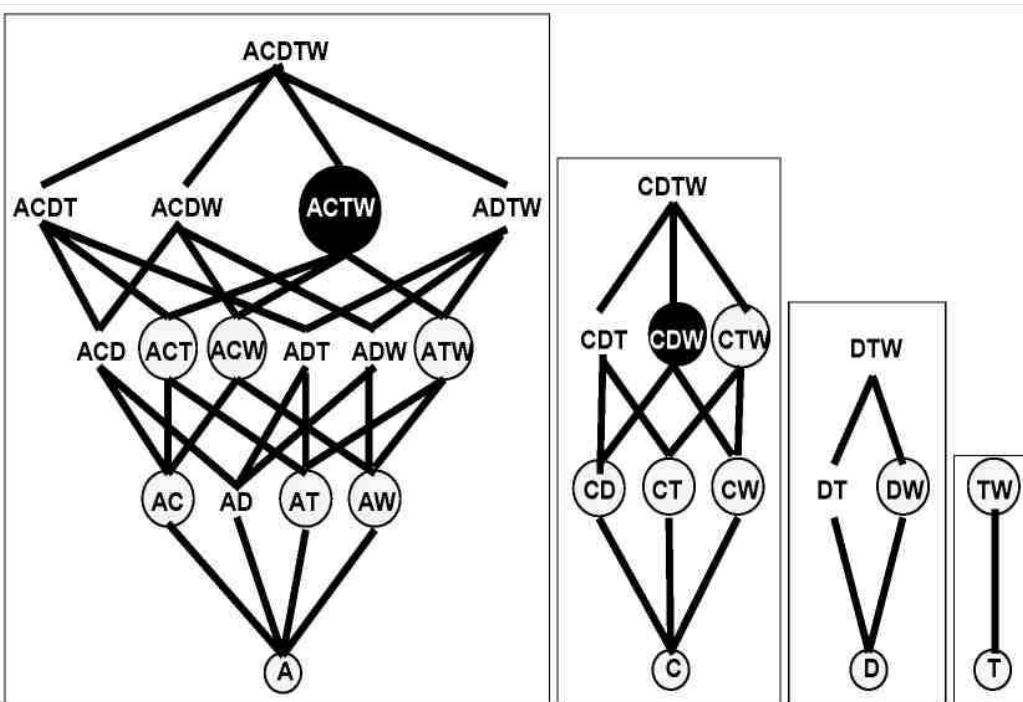 ACDTW
ACDT ACDW ACTW ADTW
ACD ACT ACW ADT ADW ATW
AC AD AT AW
A
CDTW
CDT CDW CTW
CD CT CW
C
DTW
DT DW
D
TW
T